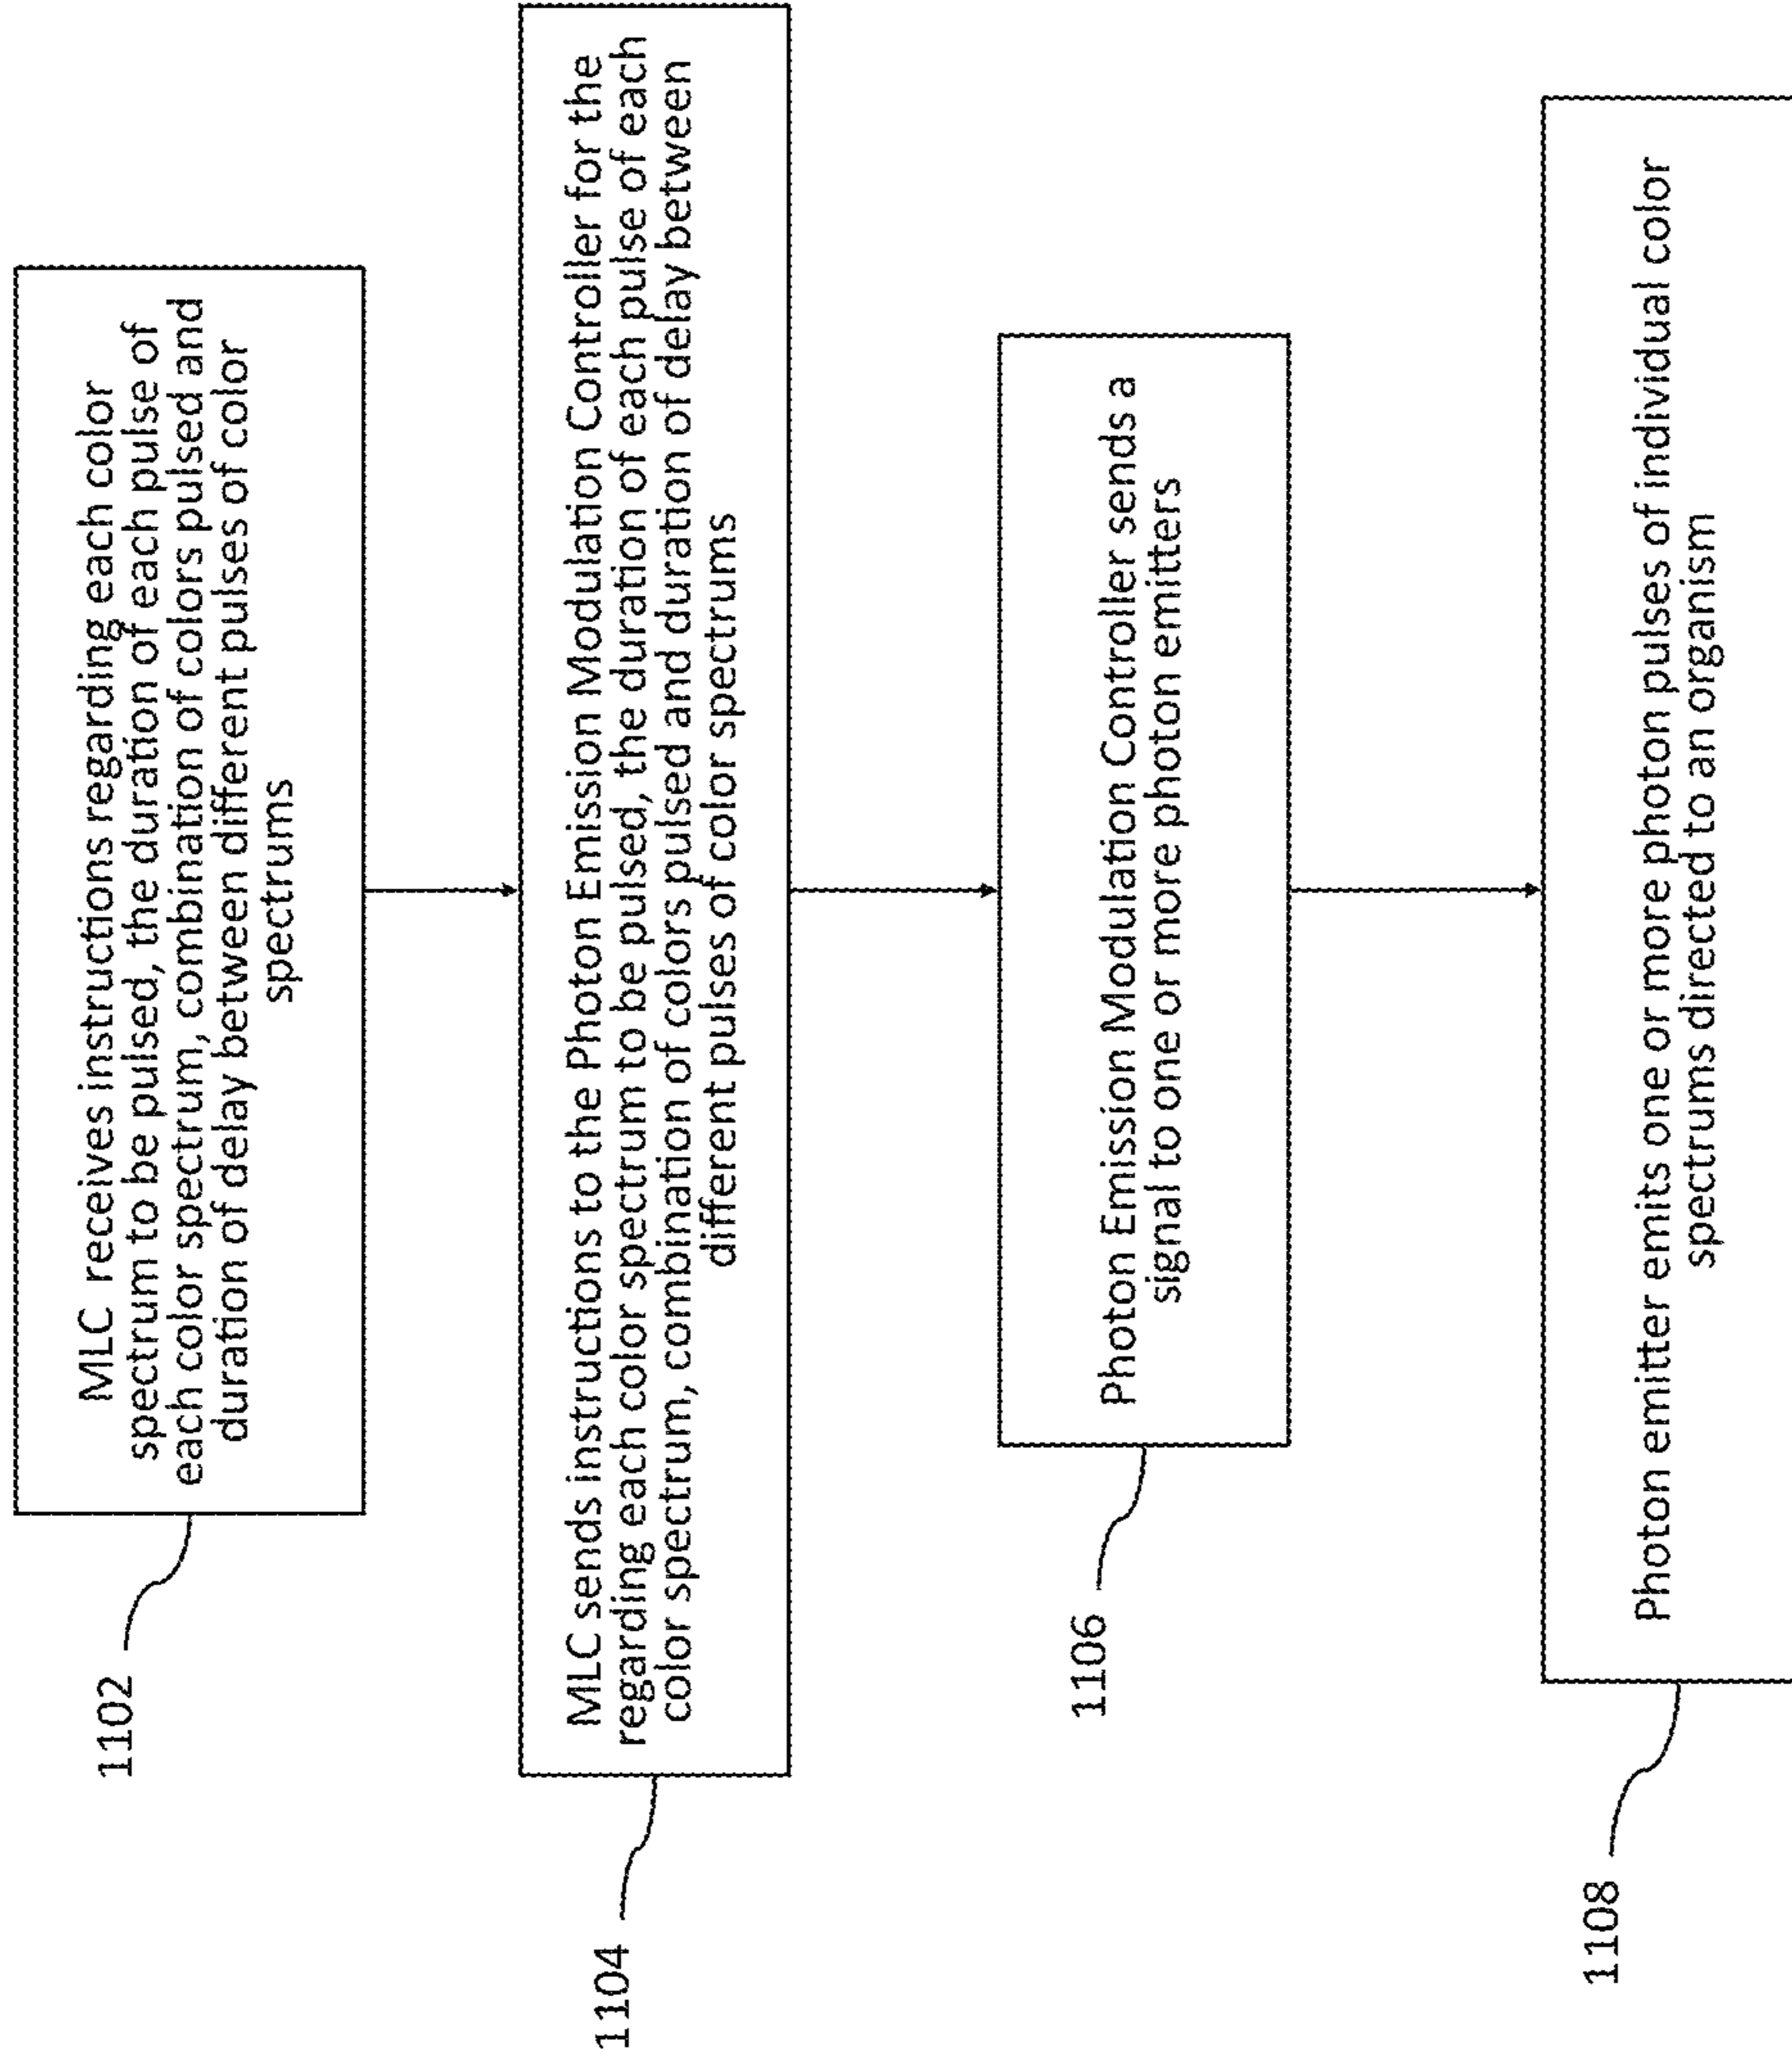 MLC receives instructions regarding each color
spectrum to be pulsed, the duration of each pulse of
each color spectrum, combination of colors pulsed and
duration of delay between different pulses of color
spectrums
1102
MLC sends instructions to the Photon Emission Modulation Controller for the
regarding each color spectrum to be pulsed, the duration of each pulse of each
color spectrum, combination of colors pulsed and duration of delay between
different pulses of color spectrums
1104
Photon Emission Modulation Controller sends a
signal to one or more photon emitters
1106
Photon emitter emits one or more photon pulses of individual color
spectrums directed to an organism
1108